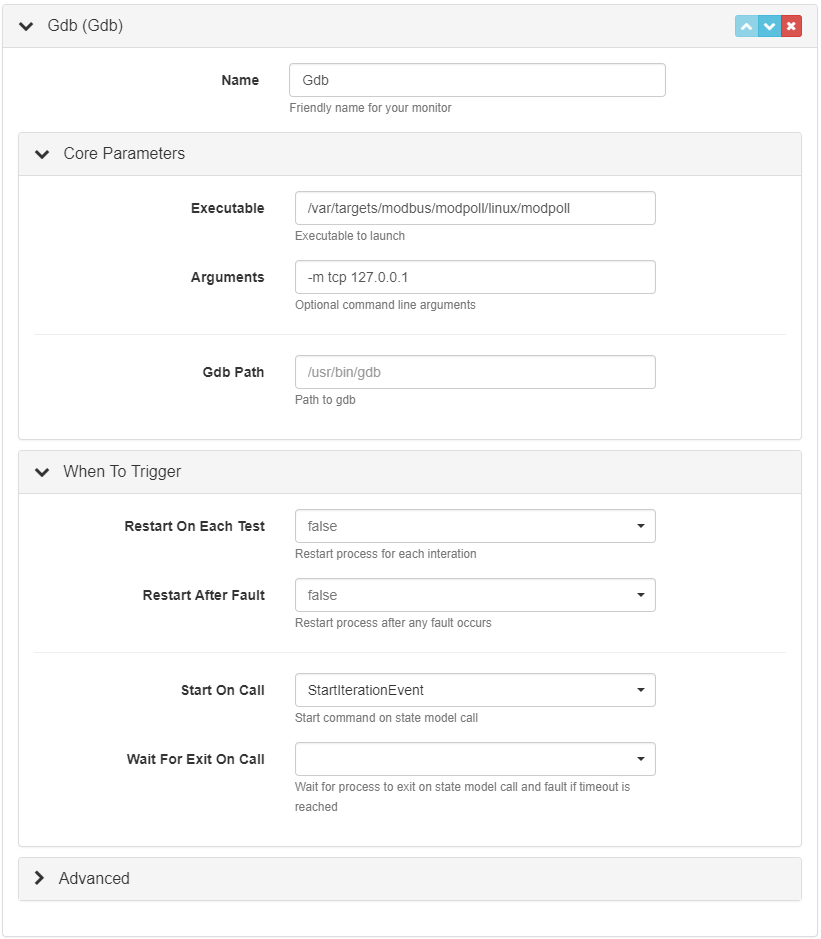 Gdb (Gdb)
Name
Gdb
Friendly name for your monitor
Core Parameters
Executable
/var/targets/modbus/modpoll/linux/modpoll
Executable to launch
Arguments
-m tcp 127.0.0.1
Optional command line arguments
Gdb Path
/usr/bin/gdb
Path to gdb
When To Trigger
Restart On Each Test
false
Restart process for each interation
Restart After Fault
false
Restart process after any fault occurs
Start On Call
StartIterationEvent
Start command on state model call
Wait For Exit On Call
Wait for process to exit on state model call and fault if timeout is
reached
Advanced